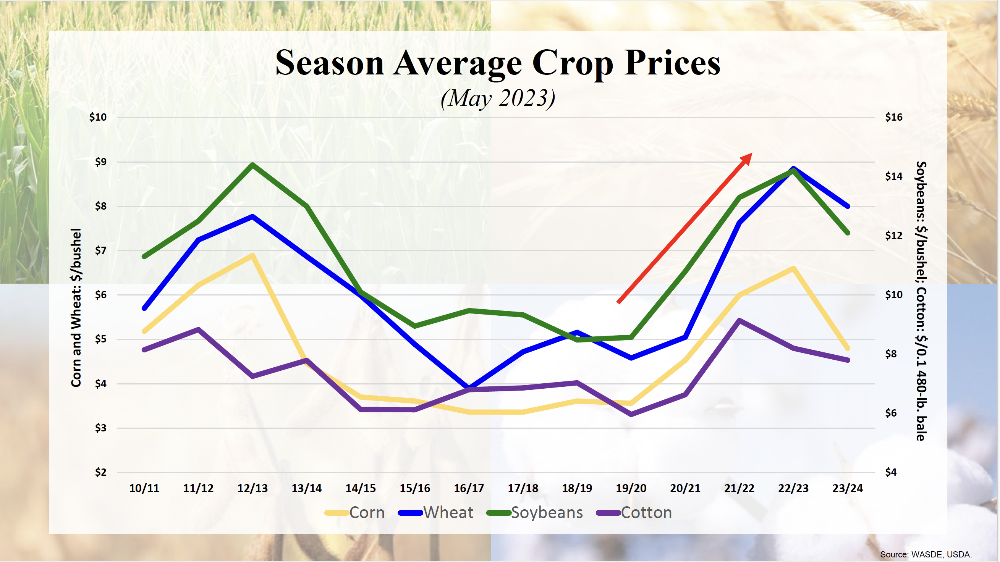 Season Average Crop Prices
(May 2023)
$10
$9
$8
$7
$6
$5
$4
$3
$2
Corn and Wheat: $/bushel
$16
$14
$12
$10
$8
$6
$4
Soybeans: $/bushel; Cotton: $/0.1 480-lb. bale
10/11 11/12 12/13 13/14 14/15 15/16 16/17 17/18 18/19 19/20 20/21 21/22 22/23 23/24
Corn Wheat Soybeans Cotton
Source: WASDE, USDA.